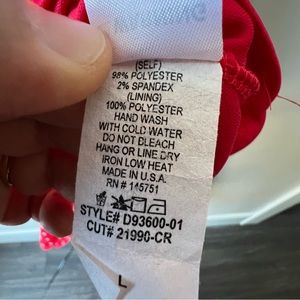 (SELF)
98% POLYESTER
2% SPANDEX
(LINING)
100% POLYESTER
HAND WASH
WITH COLD WATER
DO NOT BLEACH
HANG OR LINE DRY
IRON LOW HEAT
MADE IN U.S.A.
RN # 145751
STYLE# D93600-01
CUT# 21990-CR
L